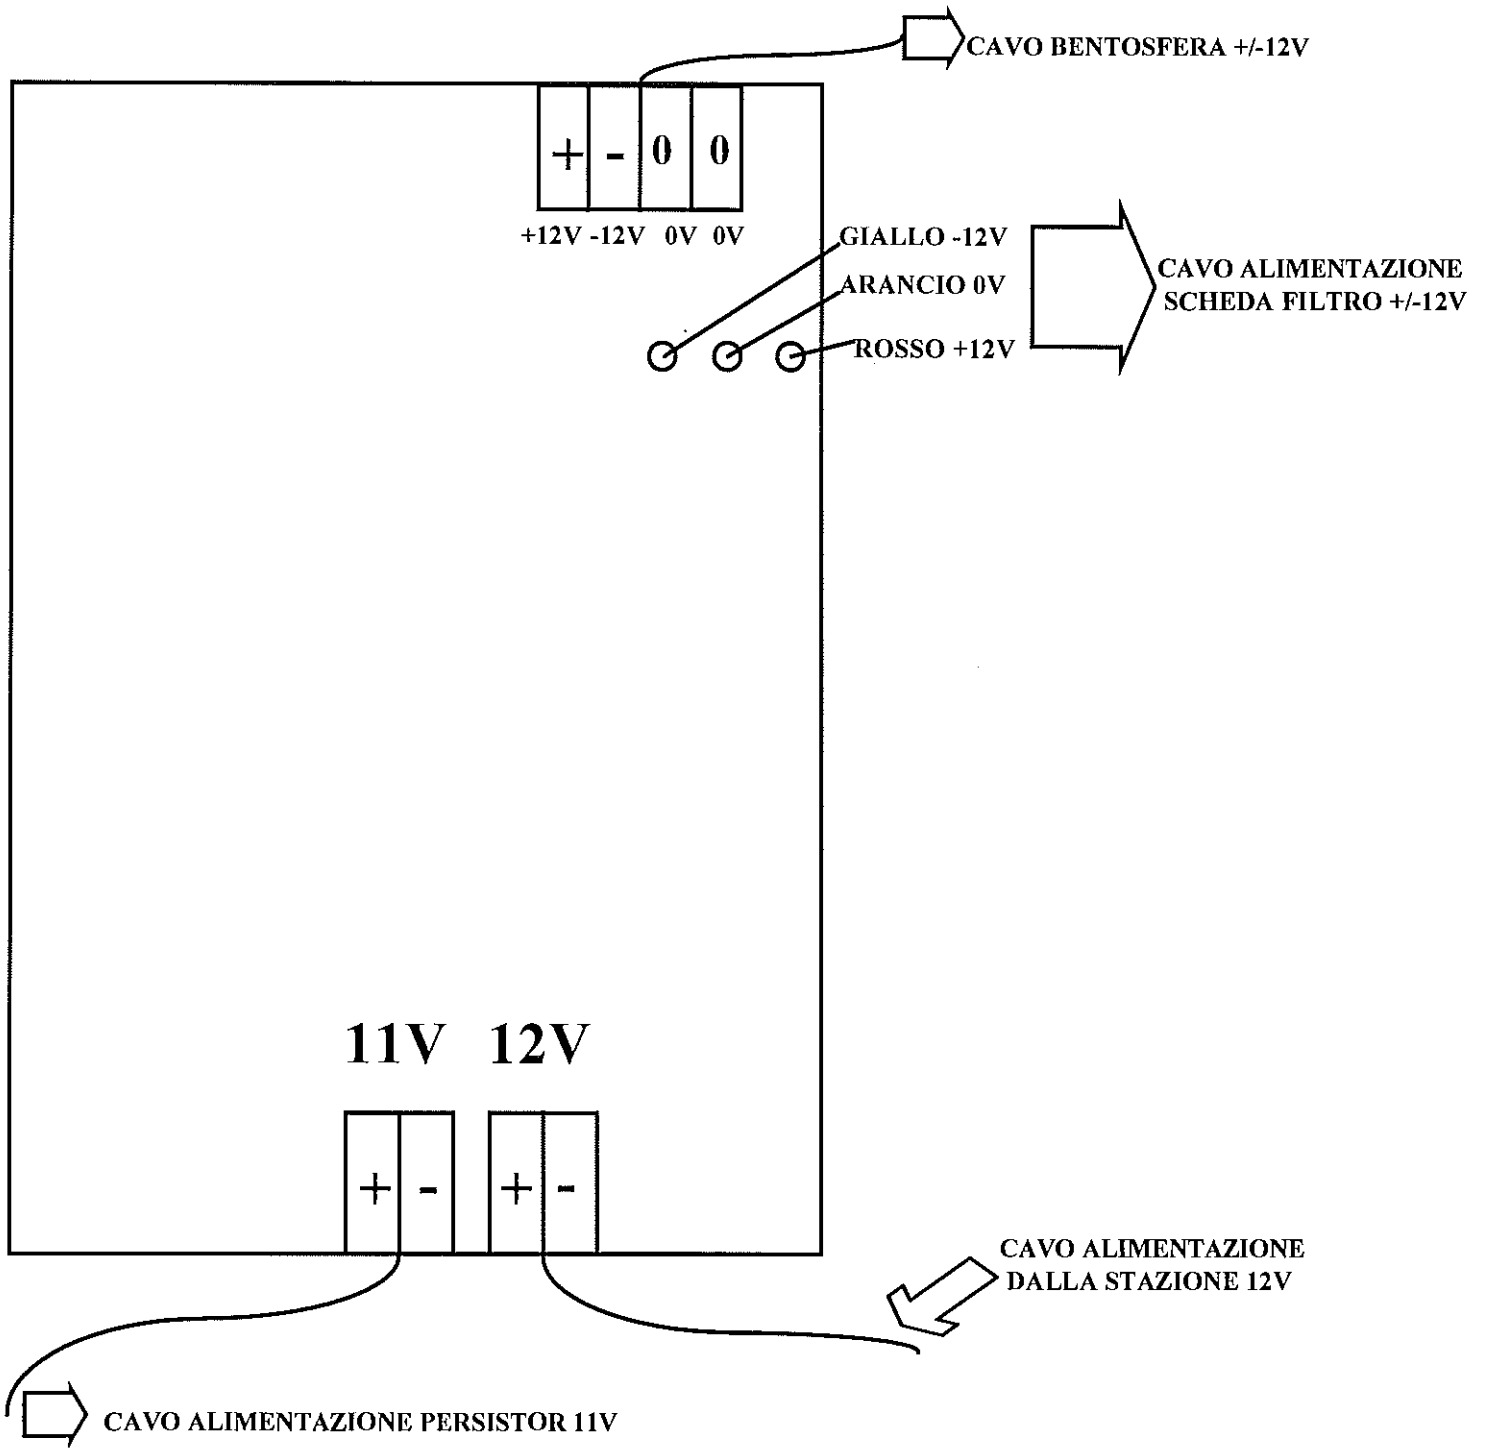 CAVO BENTOSFERA +/-12V
+ - 0 0
+12V -12V 0V 0V
GIALLO -12V
ARANCIO 0V
ROSSO +12V
CAVO ALIMENTAZIONE
SCHEDA FILTRO +/-12V
11V 12V
+ - + -
CAVO ALIMENTAZIONE
DALLA STAZIONE 12V
CAVO ALIMENTAZIONE PERSISTOR 11V